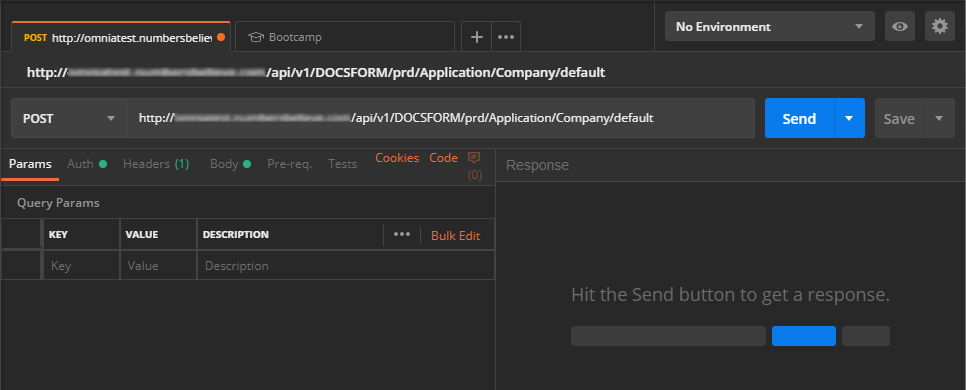 POST http://omniatest.numbersbeliev
Bootcamp
No Environment
http:// /api/v1/DOCSFORM/prd/Application/Company/default
POST
http:// /api/v1/DOCSFORM/prd/Application/Company/default
Send
Save
Params
Auth
Headers (1)
Body
Pre-req.
Tests
Cookies
Code
(0)
Response
Query Params
KEY
VALUE
DESCRIPTION
Bulk Edit
Key
Value
Description
Hit the Send button to get a response.